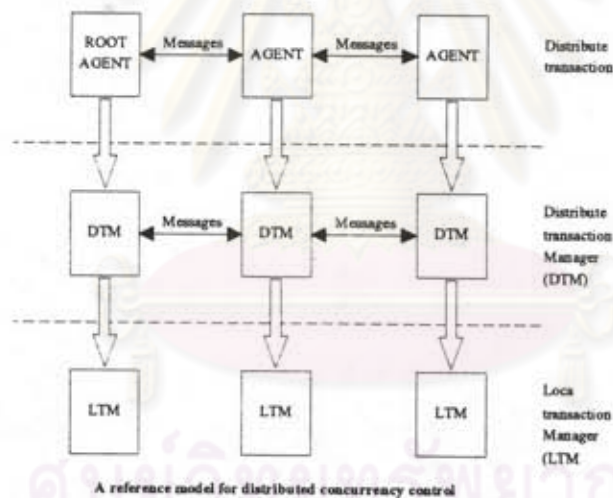 ROOT
AGENT
Messages
AGENT
Messages
AGENT
Distribute
transaction
DTM
Messages
DTM
Messages
DTM
Distribute
transaction
Manager
(DTM)
LTM
LTM
LTM
Loca
transaction
Manager
(LTM
A reference model for distributed concurrency control